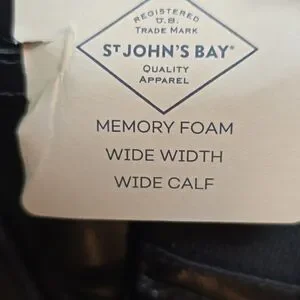 REGISTERED
U.S.
TRADE MARK
ST JOHN'S BAY®
QUALITY
APPAREL
MEMORY FOAM
WIDE WIDTH
WIDE CALF